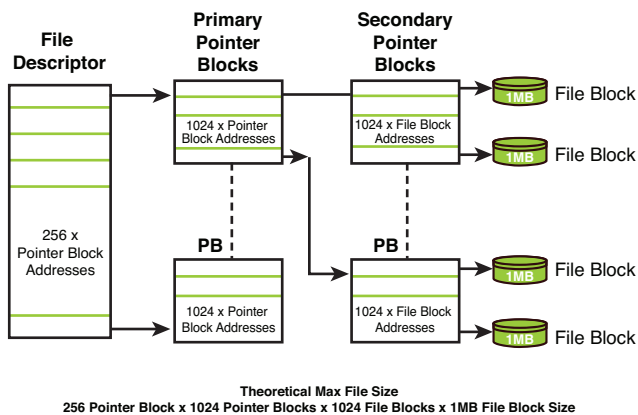 File
Descriptor
Primary
Pointer
Blocks
Secondary
Pointer
Blocks
256 x
Pointer Block
Addresses
1024 x Pointer
Block Addresses
1024 x File Block
Addresses
1MB
File Block
1MB
File Block
PB
1024 x Pointer
Block Addresses
PB
1024 x File Block
Addresses
1MB
File Block
1MB
File Block
Theoretical Max File Size
256 Pointer Block x 1024 Pointer Blocks x 1024 File Blocks x 1MB File Block Size